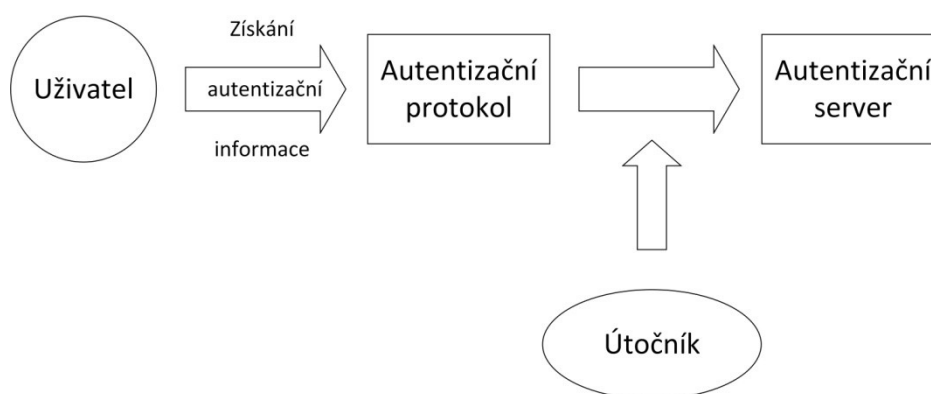 Uživatel
Získání
autentizační
informace
Autentizační
protokol
Autentizační
server
Útočník